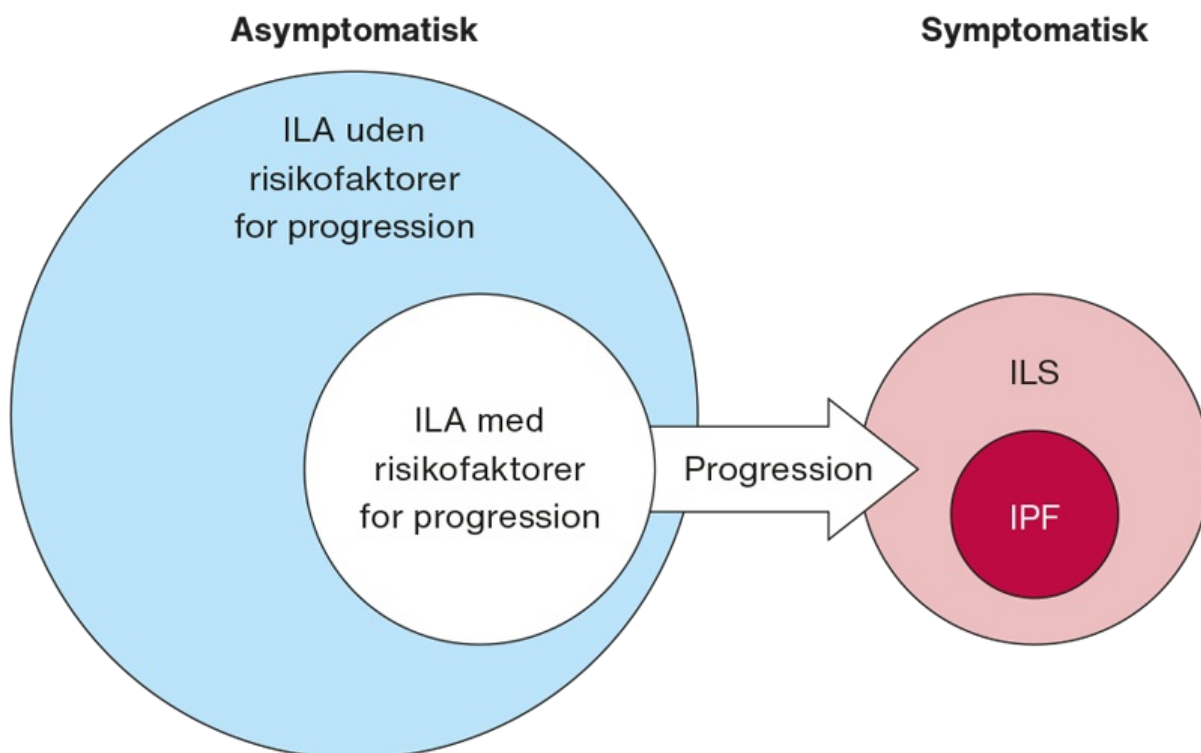 Asymptomatisk
Symptomatisk
ILA uden
risikofaktorer
for progression
ILA med
risikofaktorer
for progression
Progression
ILS
IPF